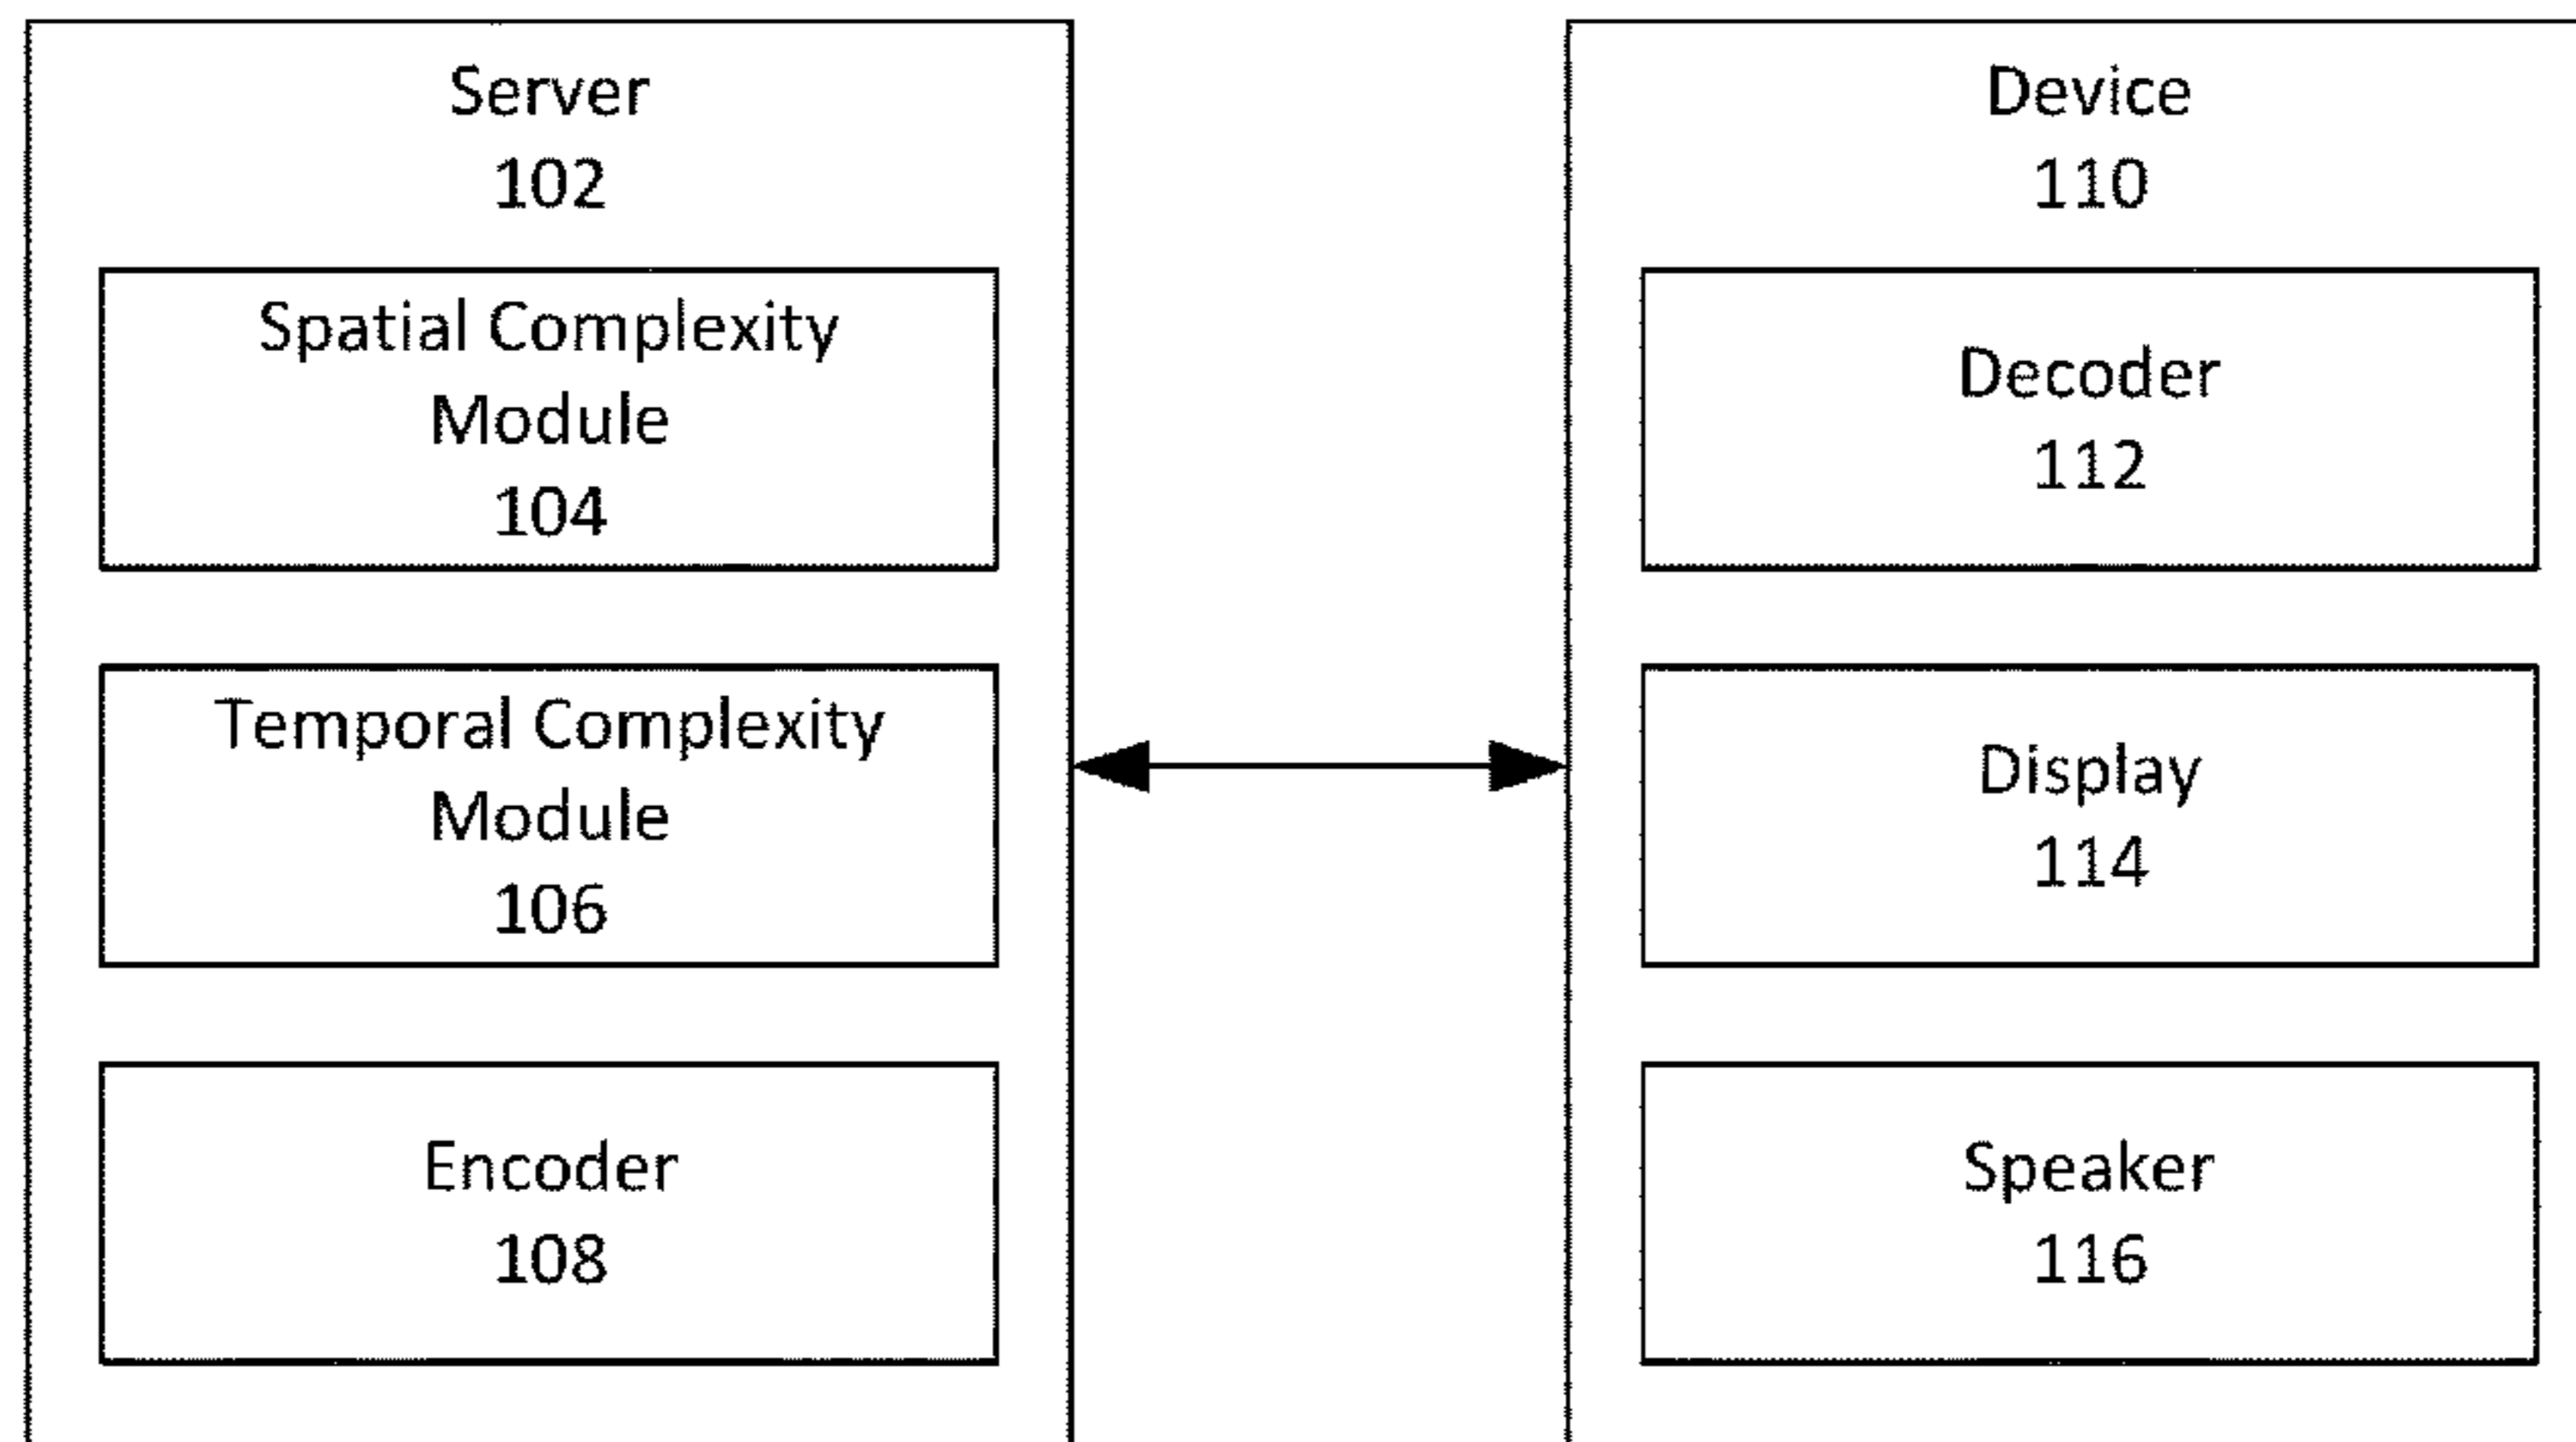 Server
102
Spatial Complexity
Module
104
Temporal Complexity
Module
106
Encoder
108
Device
110
Decoder
112
Display
114
Speaker
116